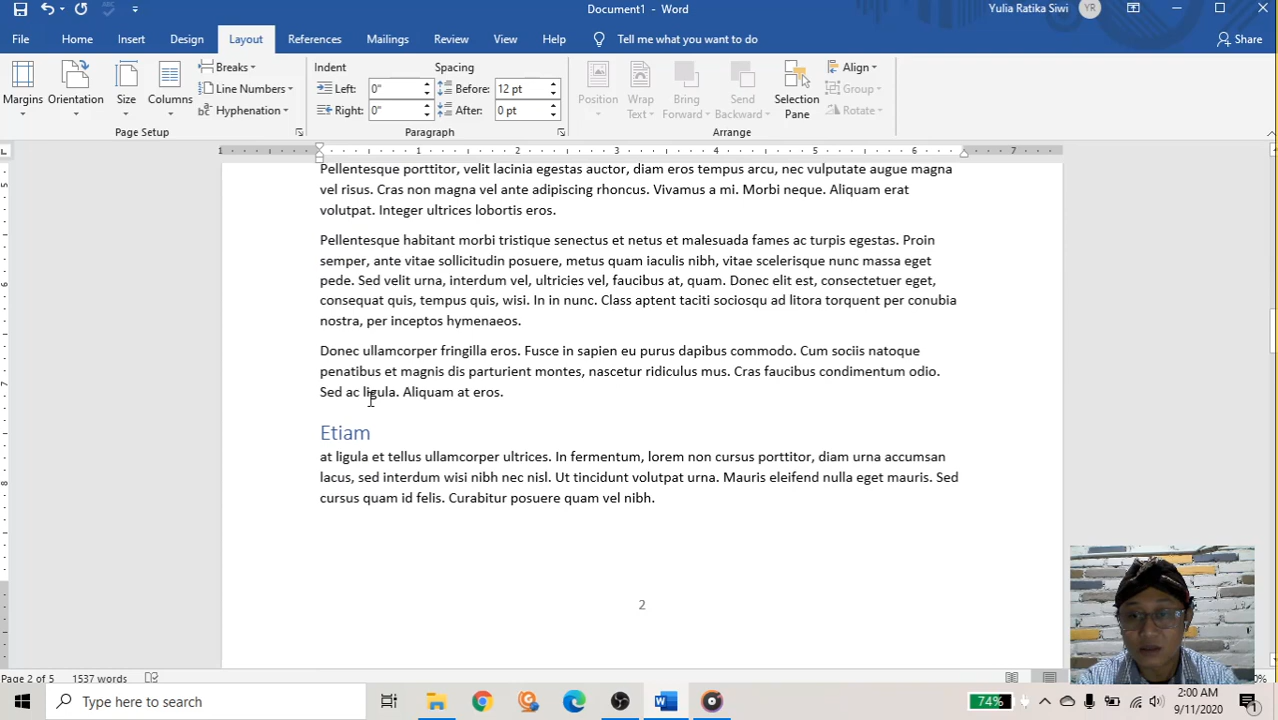 Document1 - Word
Yulia Ratika Siwi YR
File Home Insert Design Layout References Mailings Review View Help Tell me what you want to do Share
Margins Orientation Size Columns
Breaks
Line Numbers
Hyphenation
Page Setup
Indent Spacing
Left: 0" Before: 12 pt
Right: 0" After: 0 pt
Paragraph
Position Wrap Text Bring Forward Send Backward Selection Pane
Align
Group
Rotate
Arrange
1 1 2 3 4 5 6 7
Pellentesque porttitor, velit lacinia egestas auctor, diam eros tempus arcu, nec vulputate augue magna
vel risus. Cras non magna vel ante adipiscing rhoncus. Vivamus a mi. Morbi neque. Aliquam erat
volutpat. Integer ultrices lobortis eros.
Pellentesque habitant morbi tristique senectus et netus et malesuada fames ac turpis egestas. Proin
semper, ante vitae sollicitudin posuere, metus quam iaculis nibh, vitae scelerisque nunc massa eget
pede. Sed velit urna, interdum vel, ultricies vel, faucibus at, quam. Donec elit est, consectetuer eget,
consequat quis, tempus quis, wisi. In in nunc. Class aptent taciti sociosqu ad litora torquent per conubia
nostra, per inceptos hymenaeos.
Donec ullamcorper fringilla eros. Fusce in sapien eu purus dapibus commodo. Cum sociis natoque
penatibus et magnis dis parturient montes, nascetur ridiculus mus. Cras faucibus condimentum odio.
Sed ac ligula. Aliquam at eros.
Etiam
at ligula et tellus ullamcorper ultrices. In fermentum, lorem non cursus porttitor, diam urna accumsan
lacus, sed interdum wisi nibh nec nisl. Ut tincidunt volutpat urna. Mauris eleifend nulla eget mauris. Sed
cursus quam id felis. Curabitur posuere quam vel nibh.
2
Page 2 of 5 1537 words
Type here to search
74%
2:00 AM
9/11/2020